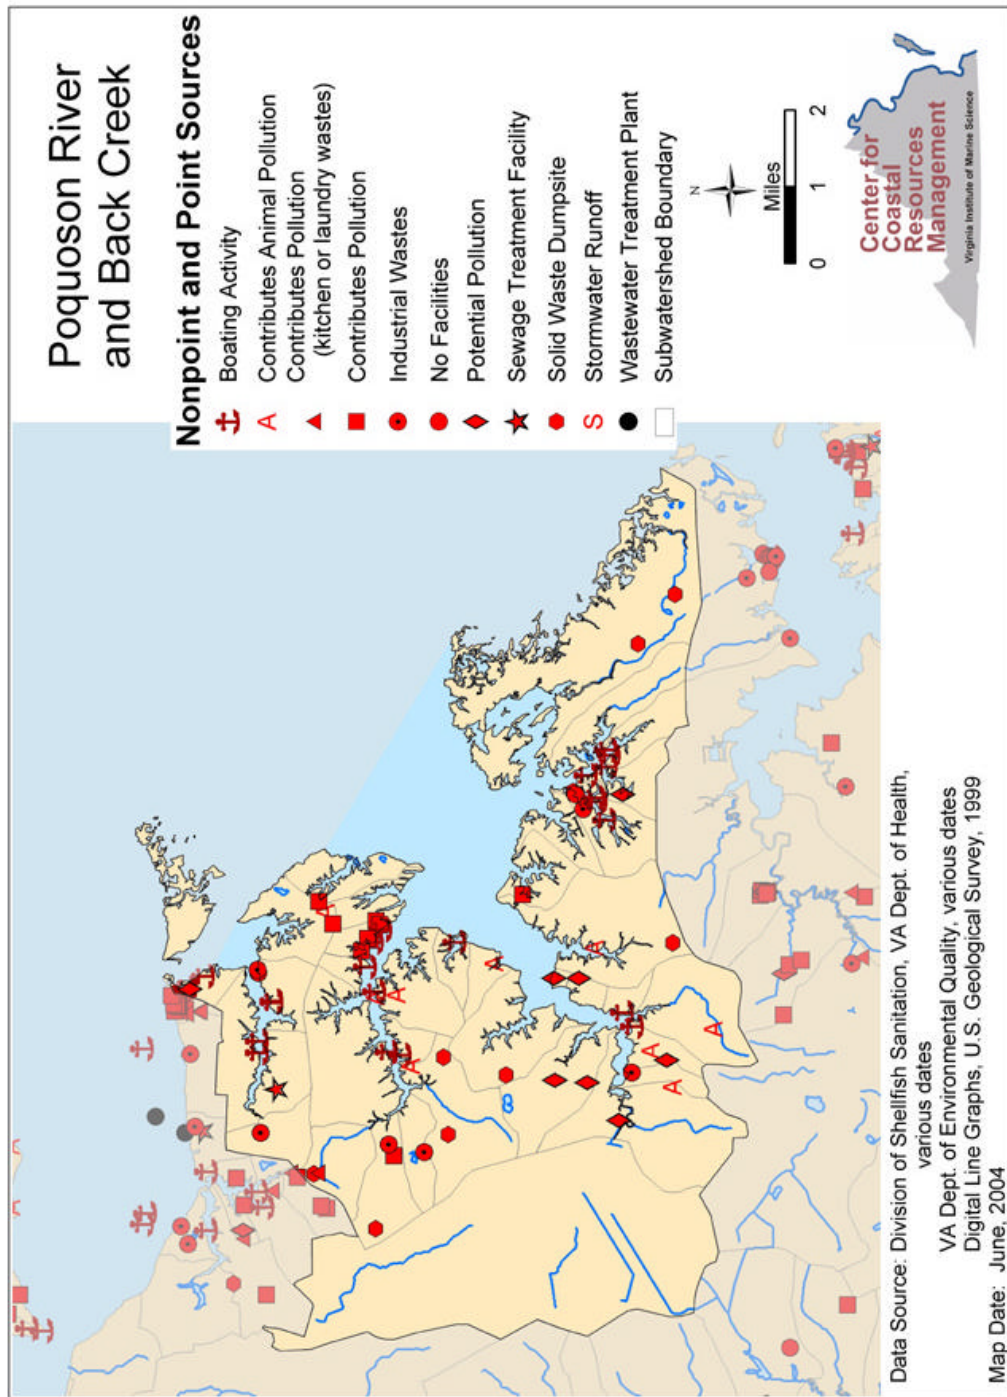 Poquoson River
and Back Creek
Nonpoint and Point Sources
Boating Activity
A Contributes Animal Pollution
Contributes Pollution
(kitchen or laundry wastes)
Contributes Pollution
Industrial Wastes
No Facilities
Potential Pollution
Sewage Treatment Facility
Solid Waste Dumpsite
S Stormwater Runoff
Wastewater Treatment Plant
Subwatershed Boundary
N
Miles
0 1 2
Center for
Coastal
Resources
Management
Virginia Institute of Marine Science
A
A
A
A
A
S
S
A
A
A
A
Data Source: Division of Shellfish Sanitation, VA Dept. of Health,
various dates
VA Dept. of Environmental Quality, various dates
Digital Line Graphs, U.S. Geological Survey, 1999
Map Date: June, 2004